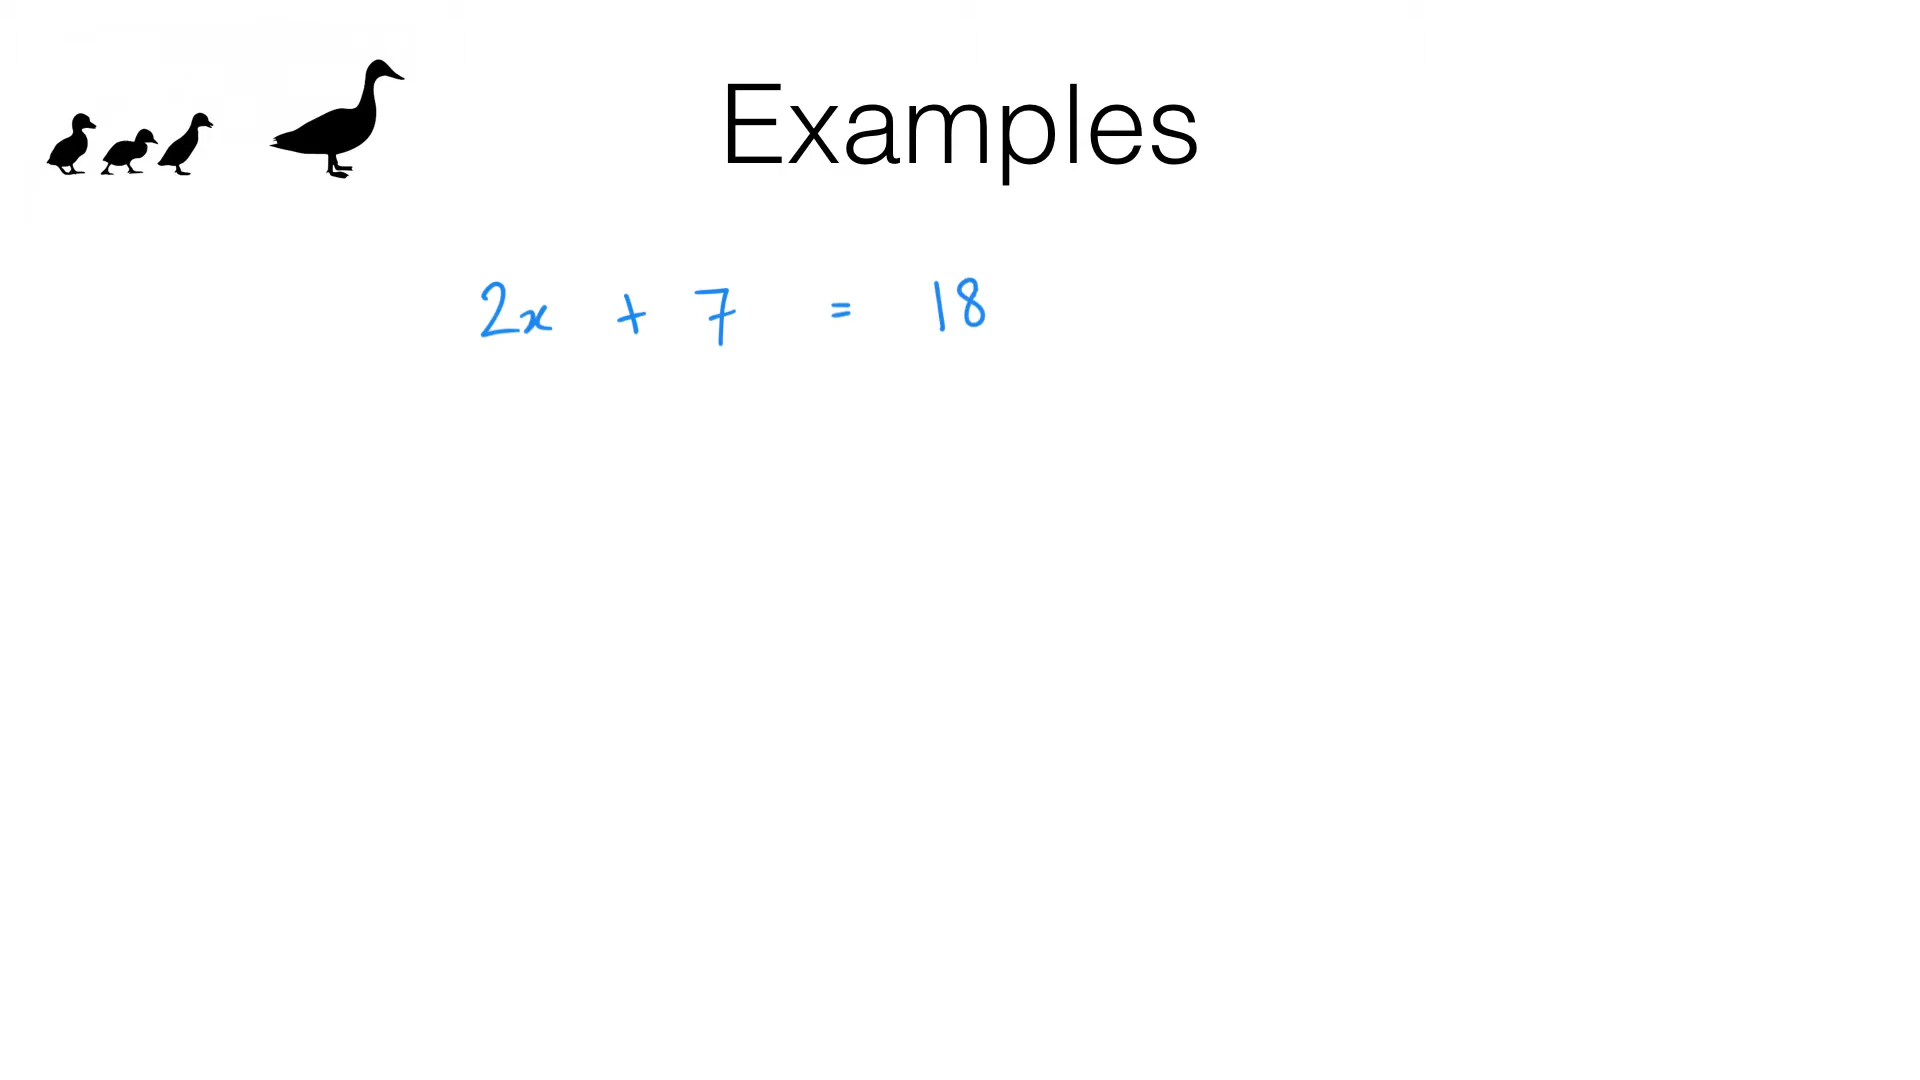 Examples
2x + 7 = 18